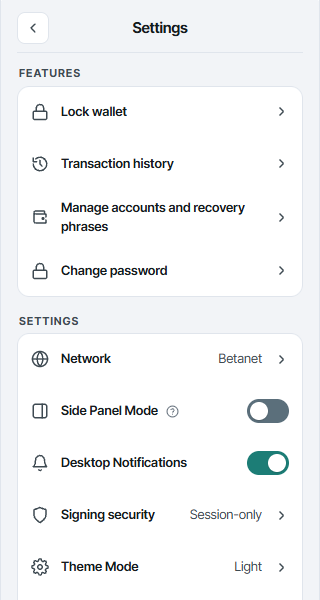 Settings
FEATURES
Lock wallet
Transaction history
Manage accounts and recovery
phrases
Change password
SETTINGS
Network Betanet
Side Panel Mode ?
Desktop Notifications
Signing security Session-only
Theme Mode Light